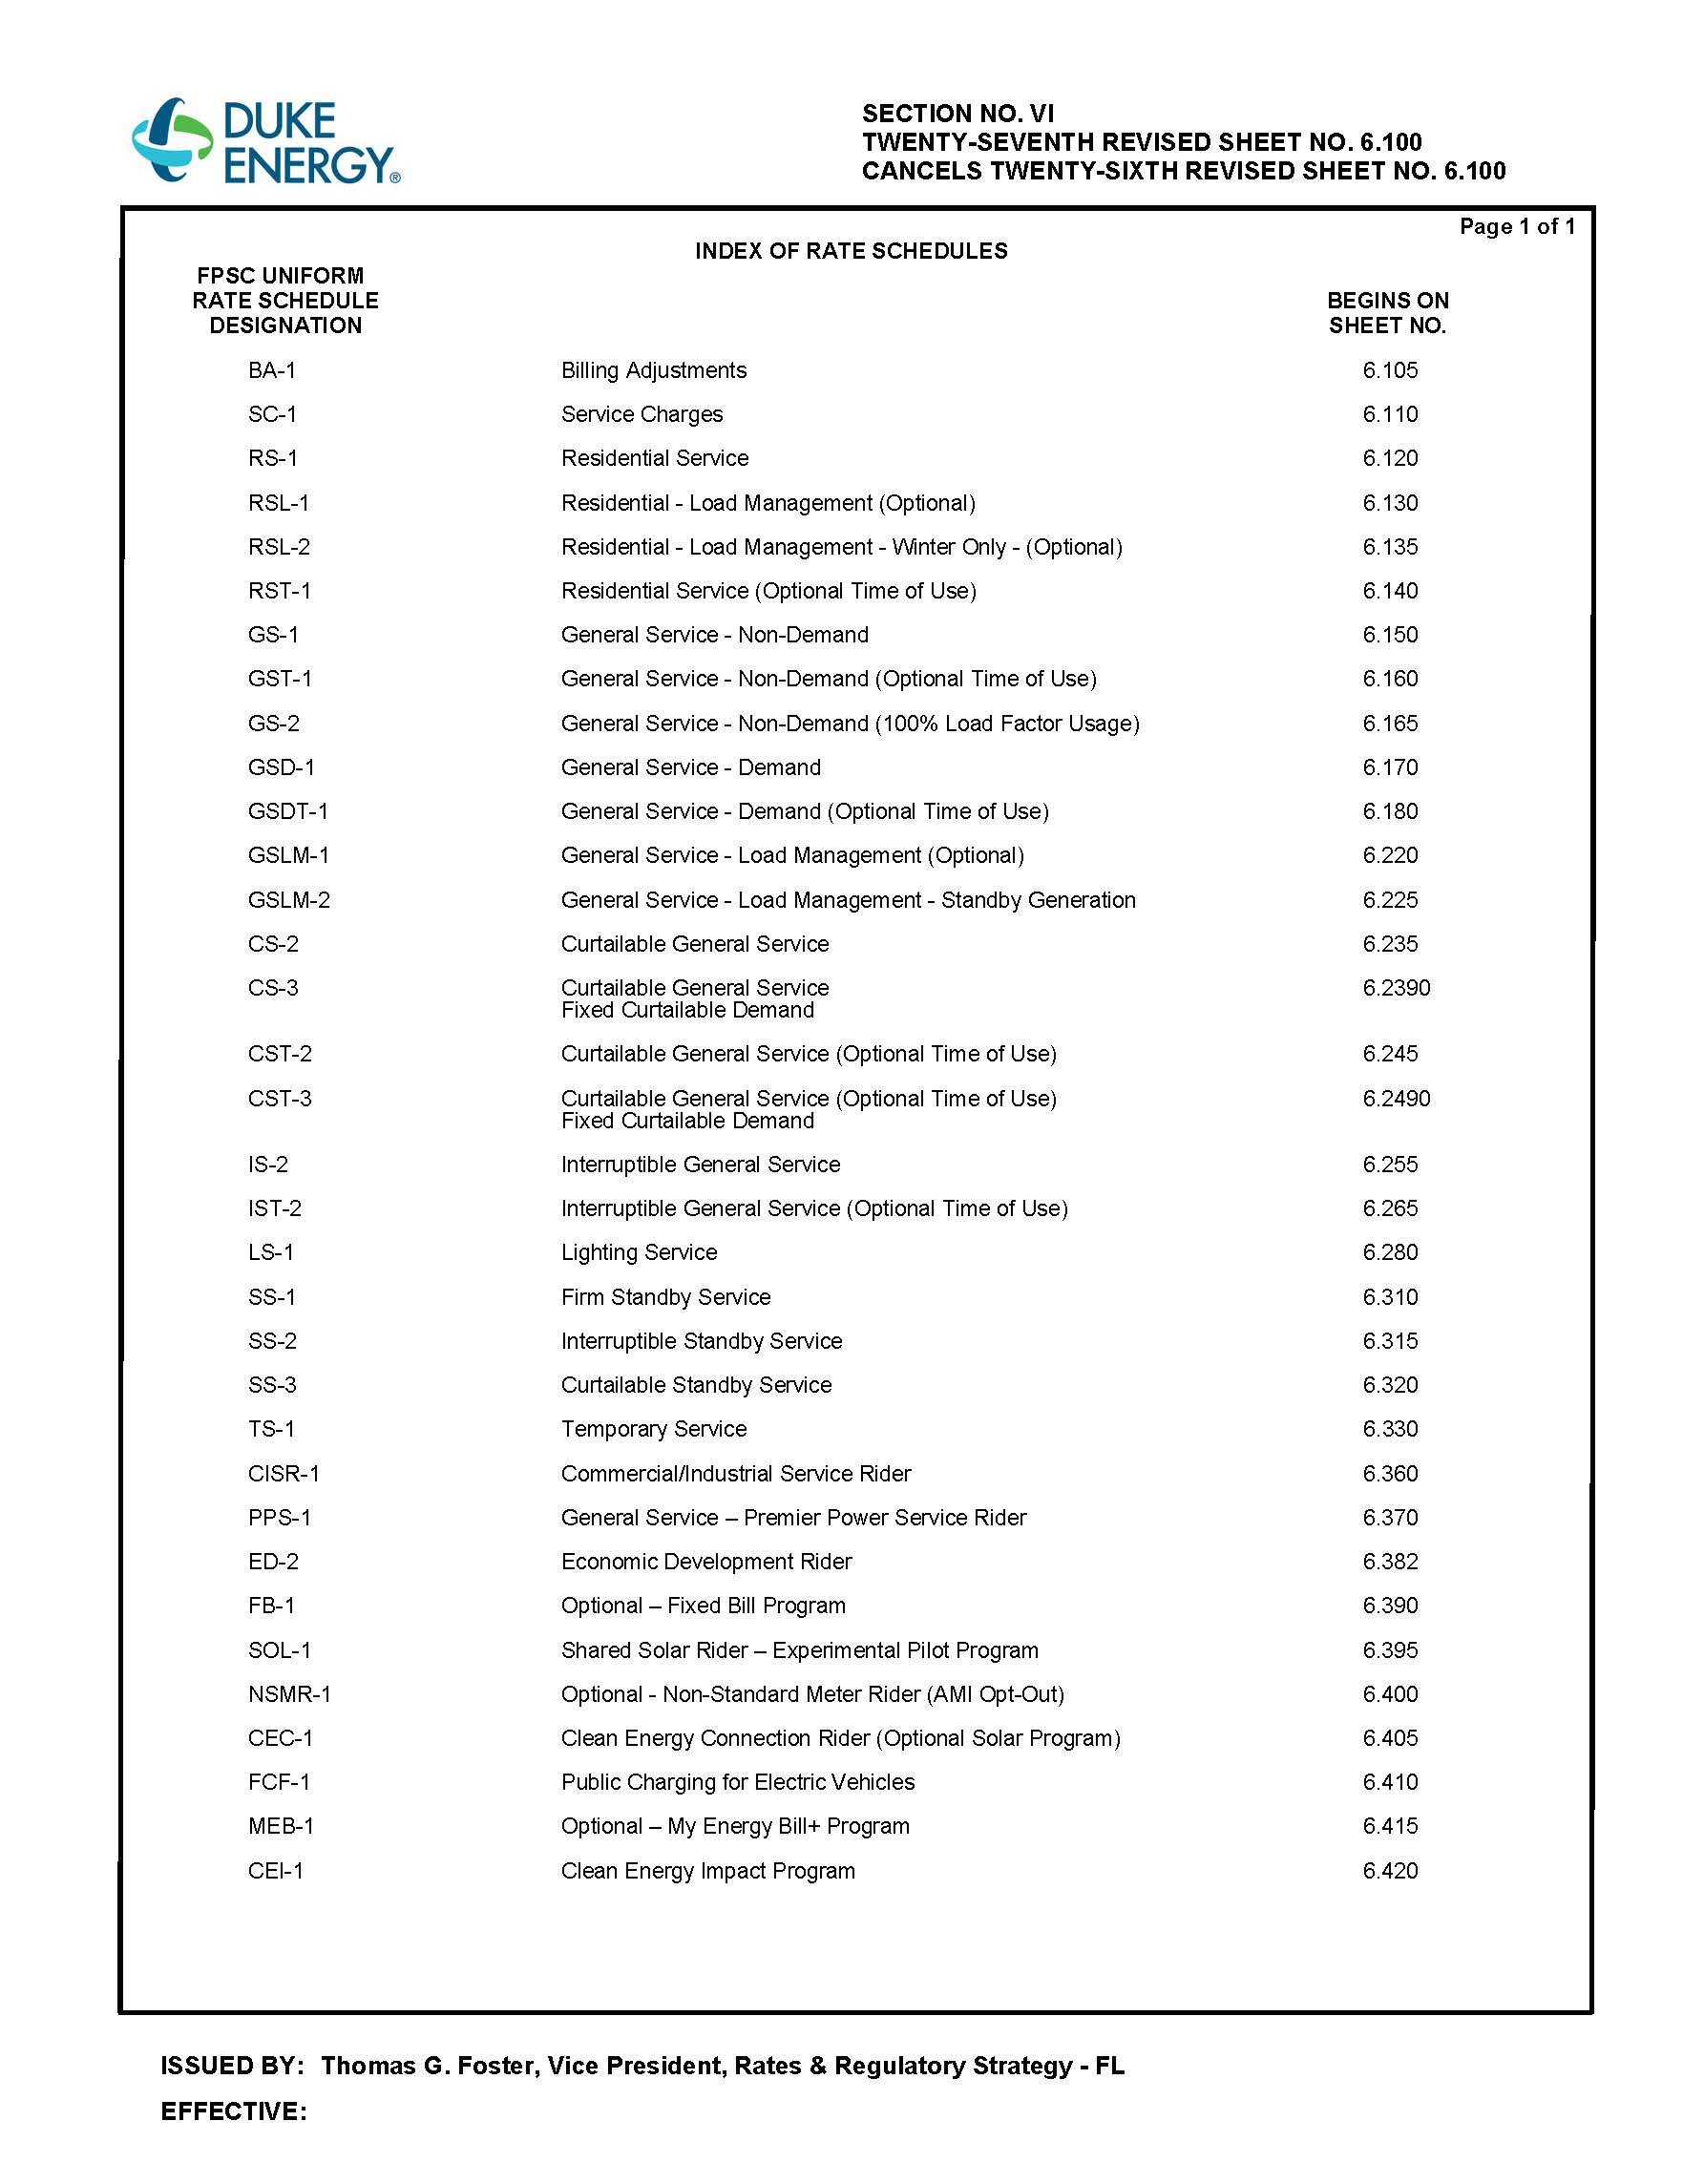 DUKE
ENERGY®
SECTION NO. VI
TWENTY-SEVENTH REVISED SHEET NO. 6.100
CANCELS TWENTY-SIXTH REVISED SHEET NO. 6.100
Page 1 of 1
INDEX OF RATE SCHEDULES
FPSC UNIFORM
RATE SCHEDULE
DESIGNATION
BEGINS ON
SHEET NO.
BA-1 Billing Adjustments 6.105
SC-1 Service Charges 6.110
RS-1 Residential Service 6.120
RSL-1 Residential - Load Management (Optional) 6.130
RSL-2 Residential - Load Management - Winter Only - (Optional) 6.135
RST-1 Residential Service (Optional Time of Use) 6.140
GS-1 General Service - Non-Demand 6.150
GST-1 General Service - Non-Demand (Optional Time of Use) 6.160
GS-2 General Service - Non-Demand (100% Load Factor Usage) 6.165
GSD-1 General Service - Demand 6.170
GSDT-1 General Service - Demand (Optional Time of Use) 6.180
GSLM-1 General Service - Load Management (Optional) 6.220
GSLM-2 General Service - Load Management - Standby Generation 6.225
CS-2 Curtailable General Service 6.235
CS-3 Curtailable General Service 6.2390
Fixed Curtailable Demand
CST-2 Curtailable General Service (Optional Time of Use) 6.245
CST-3 Curtailable General Service (Optional Time of Use) 6.2490
Fixed Curtailable Demand
IS-2 Interruptible General Service 6.255
IST-2 Interruptible General Service (Optional Time of Use) 6.265
LS-1 Lighting Service 6.280
SS-1 Firm Standby Service 6.310
SS-2 Interruptible Standby Service 6.315
SS-3 Curtailable Standby Service 6.320
TS-1 Temporary Service 6.330
CISR-1 Commercial/Industrial Service Rider 6.360
PPS-1 General Service – Premier Power Service Rider 6.370
ED-2 Economic Development Rider 6.382
FB-1 Optional – Fixed Bill Program 6.390
SOL-1 Shared Solar Rider – Experimental Pilot Program 6.395
NSMR-1 Optional - Non-Standard Meter Rider (AMI Opt-Out) 6.400
CEC-1 Clean Energy Connection Rider (Optional Solar Program) 6.405
FCF-1 Public Charging for Electric Vehicles 6.410
MEB-1 Optional – My Energy Bill+ Program 6.415
CEI-1 Clean Energy Impact Program 6.420
ISSUED BY: Thomas G. Foster, Vice President, Rates & Regulatory Strategy - FL
EFFECTIVE: